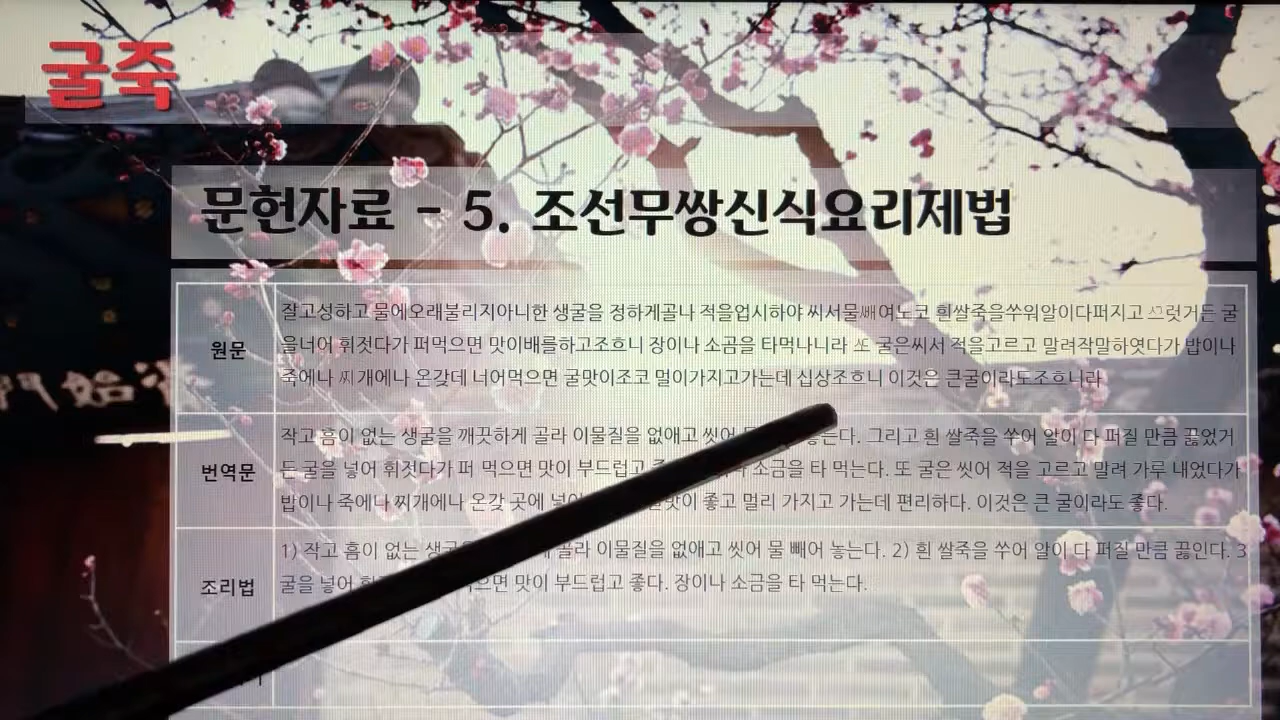 굴죽
문헌자료 - 5. 조선무쌍신식요리제법
원문
잘고성하고 물에오래불리지아니한 생굴을 정하게골나 적을업시하야 씨서물빼여노코 흰쌀죽을쑤워알이다퍼지고 스럿거든 굴
을너어 휘젓다가 퍼먹으면 맛이배틀하고조흐니 장이나 소곰을 타먹나니라 또 굴은씨서 적을고르고 말려작말하엿다가 밥이나
죽에나 찌개에나 온갖데 너어먹으면 굴맛이조코 멀이가지고가는데 십상조흐니 이것은 큰굴이라도조흐니라
번역문
작고 흠이 없는 생굴을 깨끗하게 골라 이물질을 없애고 씻어 놓는다. 그리고 흰 쌀죽을 쑤어 알이 다 퍼질 만큼 끓었거
든 굴을 넣어 휘젓다가 퍼 먹으면 맛이 부드럽고 소금을 타 먹는다. 또 굴은 씻어 적을 고르고 말려 가루 내었다가
밥이나 죽에나 찌개에나 온갖 곳에 넣어 좋고 멀리 가지고 가는데 편리하다. 이것은 큰 굴이라도 좋다.
조리법
1) 작고 흠이 없는 골라 이물질을 없애고 씻어 물 빼어 놓는다. 2) 흰 쌀죽을 쑤어 알이 다 퍼질 만큼 끓인다. 3
굴을 넣어 맛이 부드럽고 좋다. 장이나 소금을 타 먹는다.